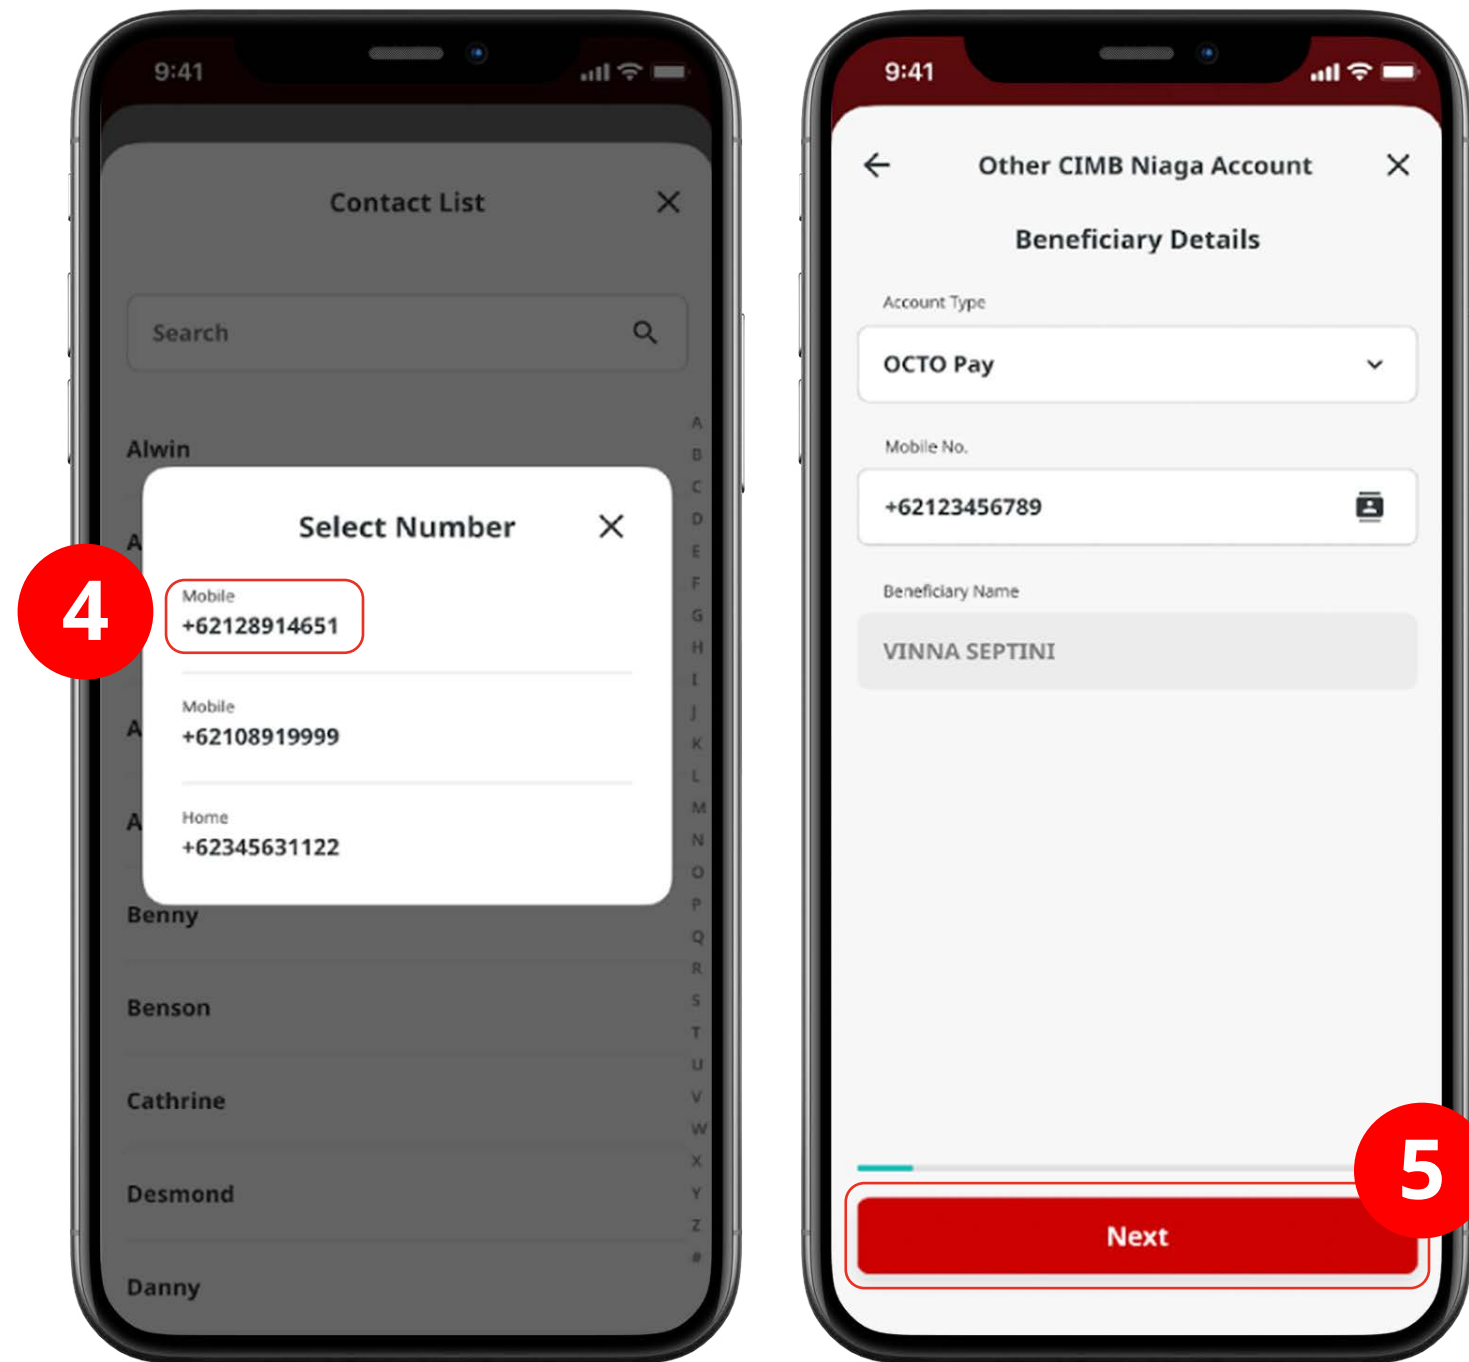 9:41
Contact List
Search
Alwin
A
A
A
Select Number
4
Mobile
+62128914651
Mobile
+62108919999
Home
+62345631122
Benny
Benson
Cathrine
Desmond
Danny
A
B
C
D
E
F
G
H
I
J
K
L
M
N
O
P
Q
R
S
T
U
V
W
X
Y
Z
#
9:41
Other CIMB Niaga Account
Beneficiary Details
Account Type
OCTO Pay
Mobile No.
+62123456789
Beneficiary Name
VINNA SEPTINI
5
Next